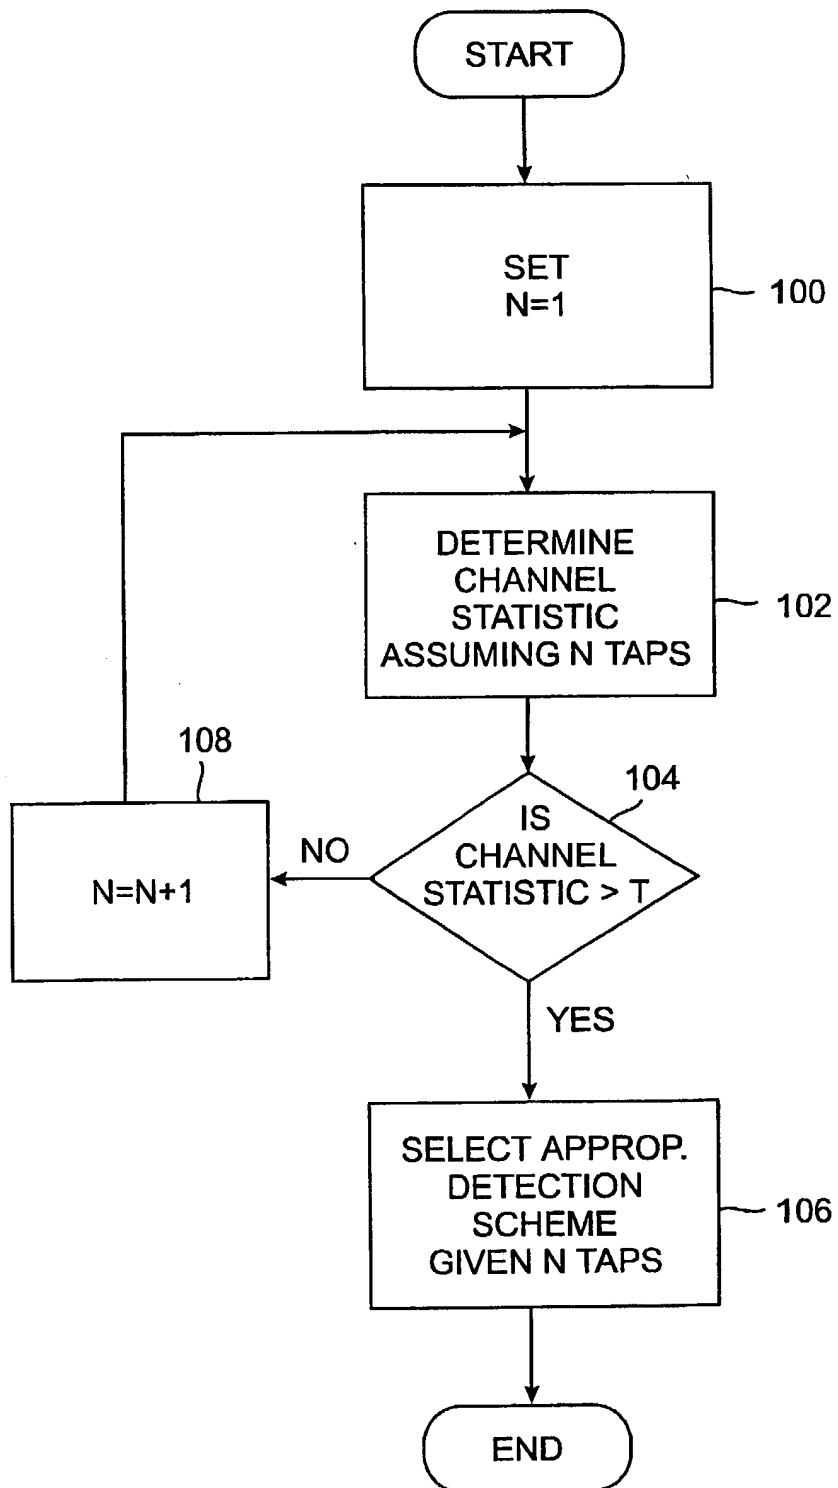 START
SET
N=1
100
DETERMINE
CHANNEL
STATISTIC
ASSUMING N TAPS
102
108
104
IS
CHANNEL
STATISTIC > T
NO
N=N+1
YES
SELECT APPROP.
DETECTION
SCHEME
GIVEN N TAPS
106
END